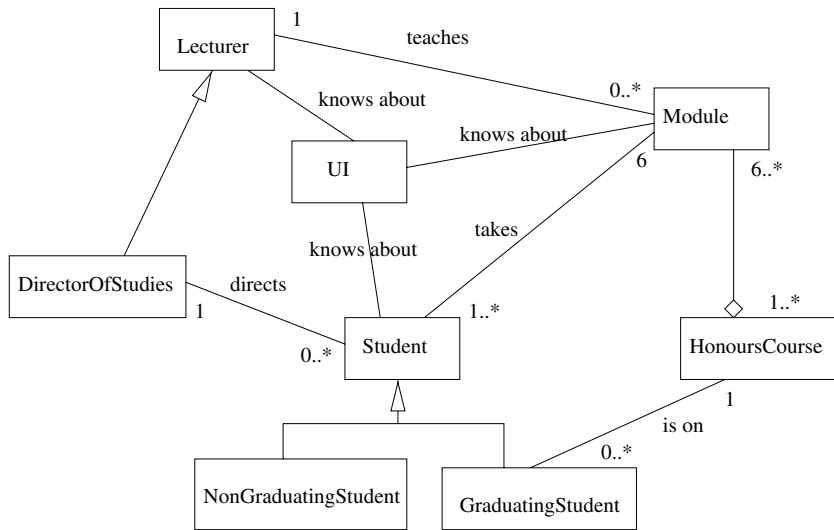 1
Lecturer
teaches
knows about
0..*
Module
knows about
UI
6
6..*
takes
knows about
DirectorOfStudies
directs
1
1..*
1..*
0..*
Student
HonoursCourse
1
is on
0..*
NonGraduatingStudent
GraduatingStudent